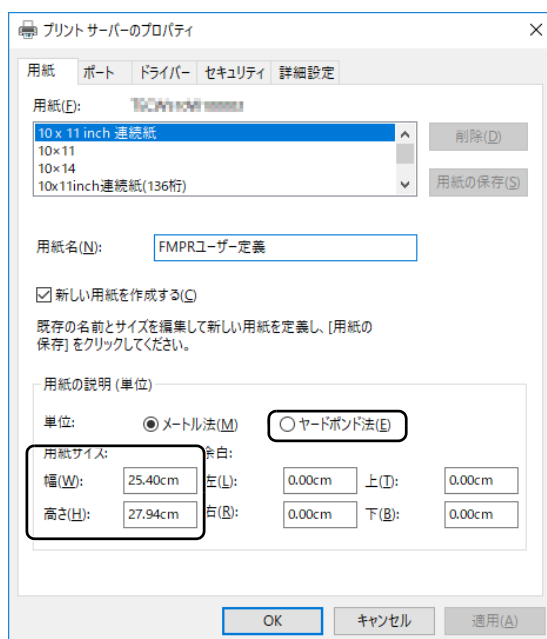 プリント サーバーのプロパティ
用紙 ポート ドライバー セキュリティ 詳細設定
用紙(F):
10 x 11 inch 連続紙
10×11
10×14
10x11inch連続紙(136桁)
削除(D)
用紙の保存(S)
用紙名(N): FMPRユーザー定義
新しい用紙を作成する(C)
既存の名前とサイズを編集して新しい用紙を定義し、[用紙の
保存] をクリックしてください。
用紙の説明 (単位)
単位: メートル法(M) ヤードポンド法(E)
用紙サイズ: 余白:
幅(W): 25.40cm 左(L): 0.00cm 上(T): 0.00cm
高さ(H): 27.94cm 右(R): 0.00cm 下(B): 0.00cm
OK キャンセル 適用(A)